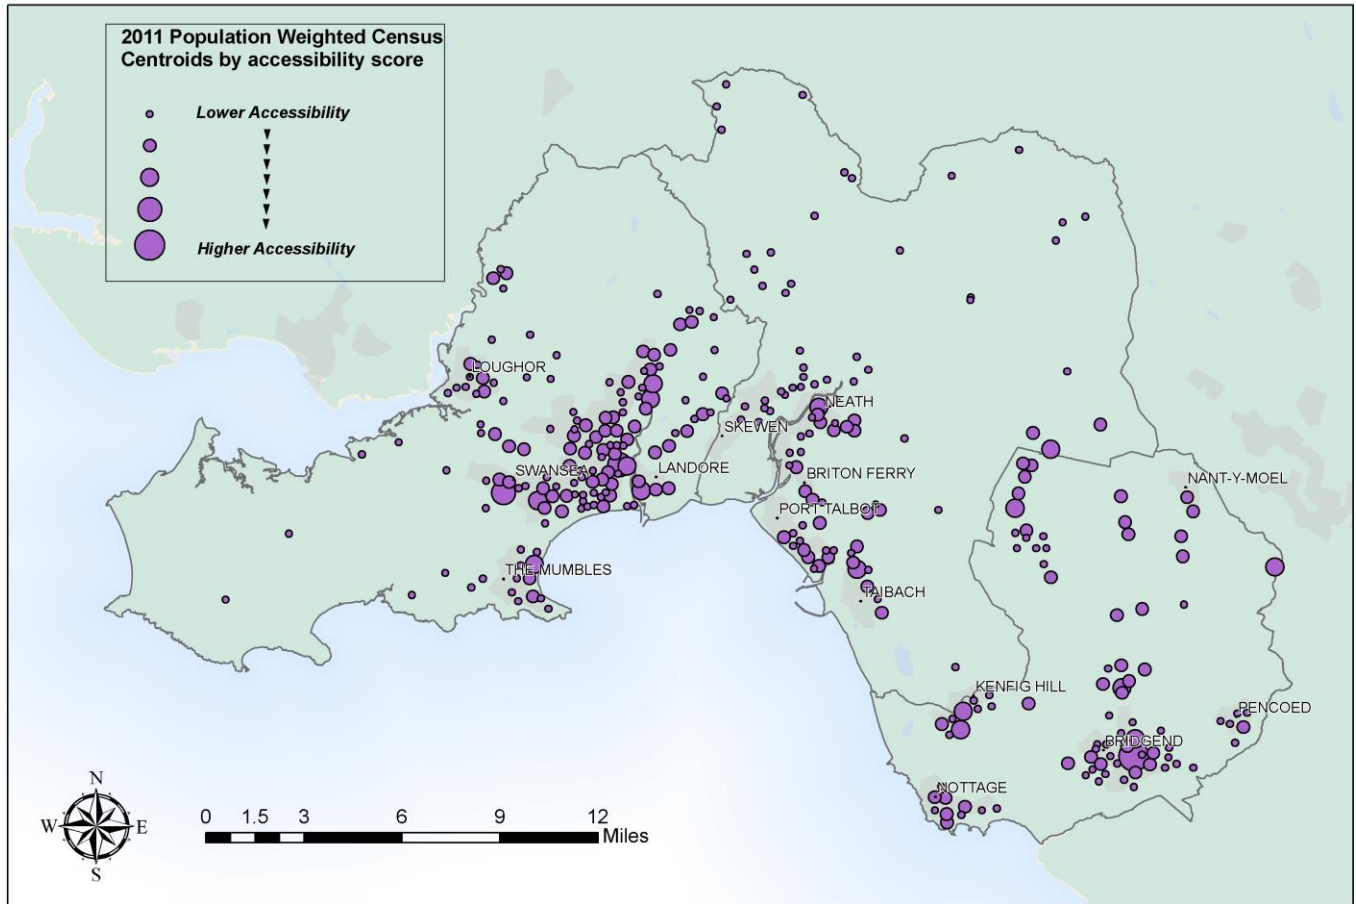 2011 Population Weighted Census
Centroids by accessibility score
Lower Accessibility
Higher Accessibility
LOUGHOR
NEATH
SKEWEN
SWANSEA
LANDORE
BRITON FERRY
NANT-Y-MOEL
PORT TALBOT
THE MUMBLES
TAIBACH
KENFIG HILL
PENCOED
BRIDGEND
NOTTAGE
N
W E
S
0 1.5 3 6 9 12
Miles